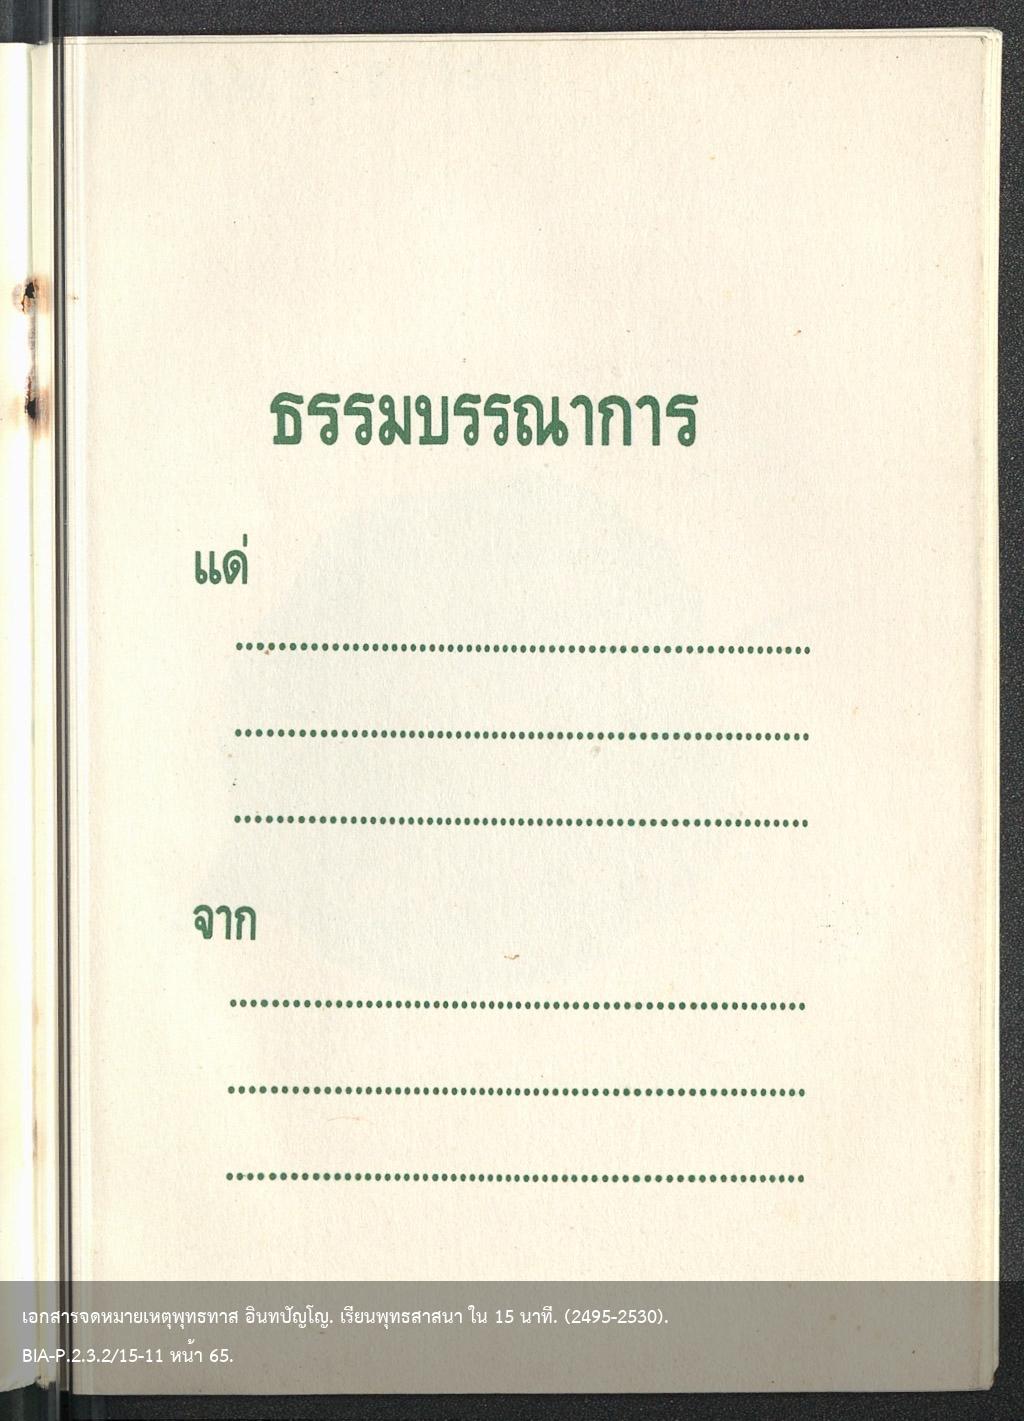 ธรรมบรรณาการ
แด่
................................................................
................................................................
................................................................
จาก
................................................................
................................................................
................................................................
เอกสารจดหมายเหตุพุทธทาส อินทปัญโญ. เรียนพุทธสาสนา ใน 15 นาที. (2495-2530).
BIA-P.2.3.2/15-11 หน้า 65.